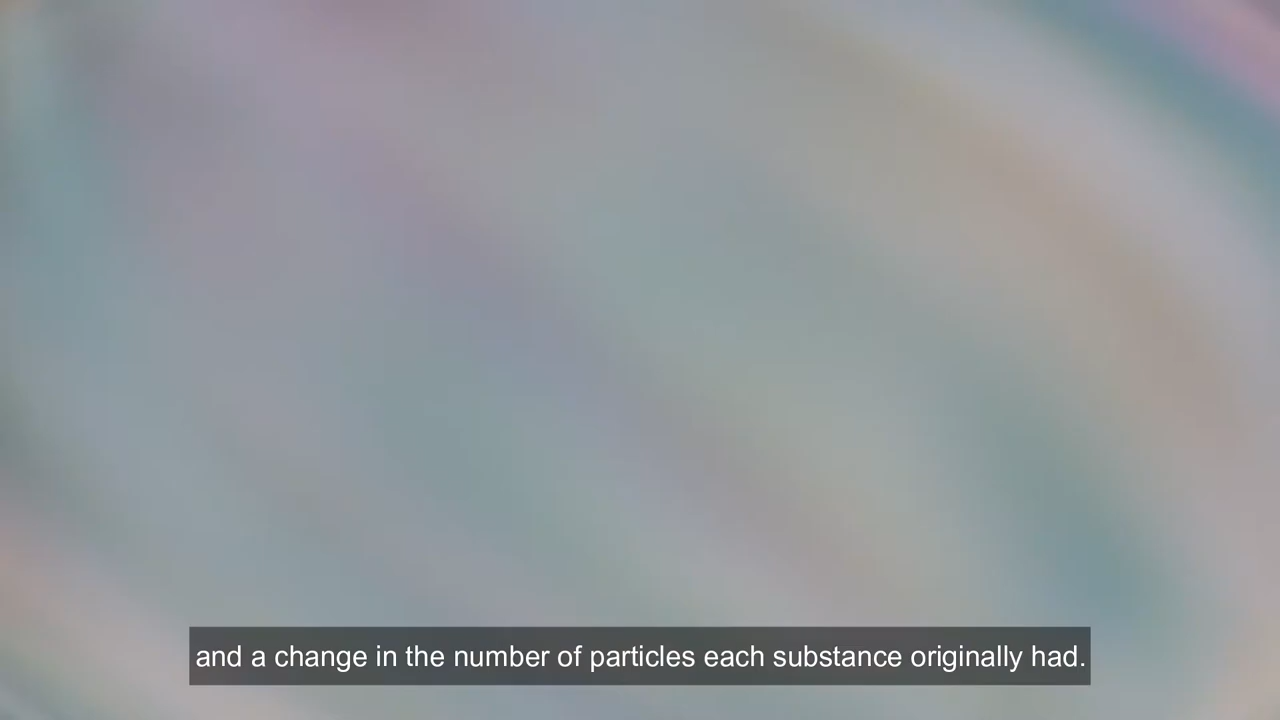 and a change in the number of particles each substance originally had.